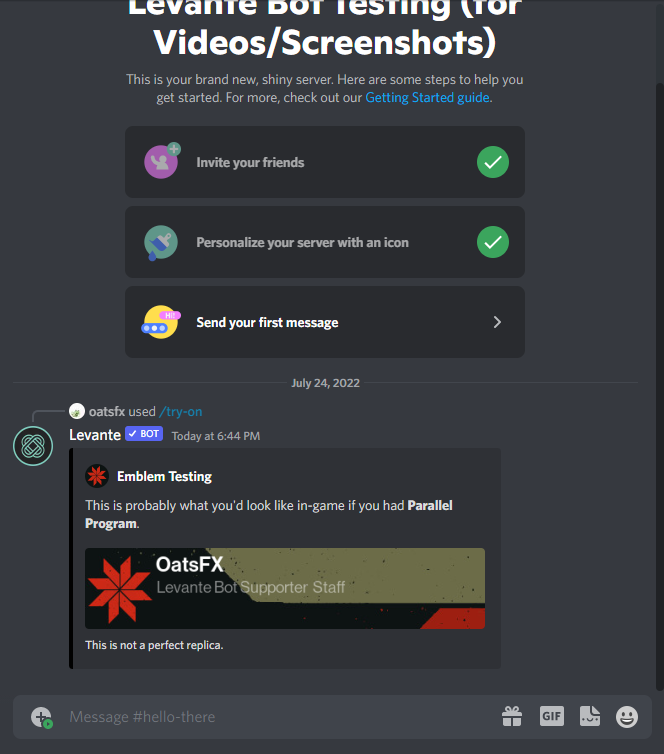 Levante Bot Testing (for
Videos/Screenshots)
This is your brand new, shiny server. Here are some steps to help you
get started. For more, check out our Getting Started guide.
Invite your friends
Personalize your server with an icon
Hi!
Send your first message
July 24, 2022
oatsfx used /try-on
Levante BOT Today at 6:44 PM
Emblem Testing
This is probably what you'd look like in-game if you had Parallel
Program.
OatsFX
Levante Bot Supporter Staff
This is not a perfect replica.
Message #hello-there
GIF